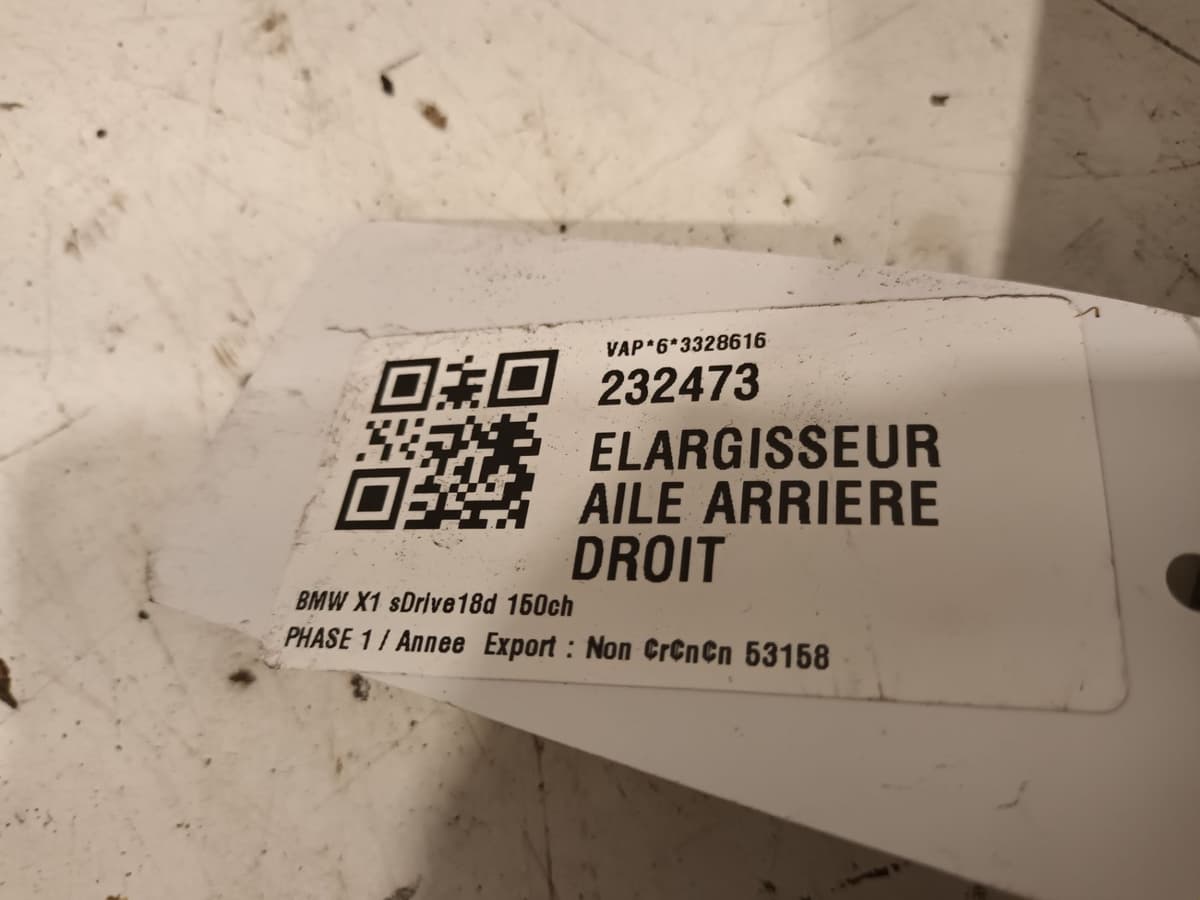 VAP*6*3328616
232473
ELARGISSEUR
AILE ARRIERE
DROIT
BMW X1 sDrive18d 150ch
PHASE 1 / Annee Export : Non ¢r¢n¢n 53158